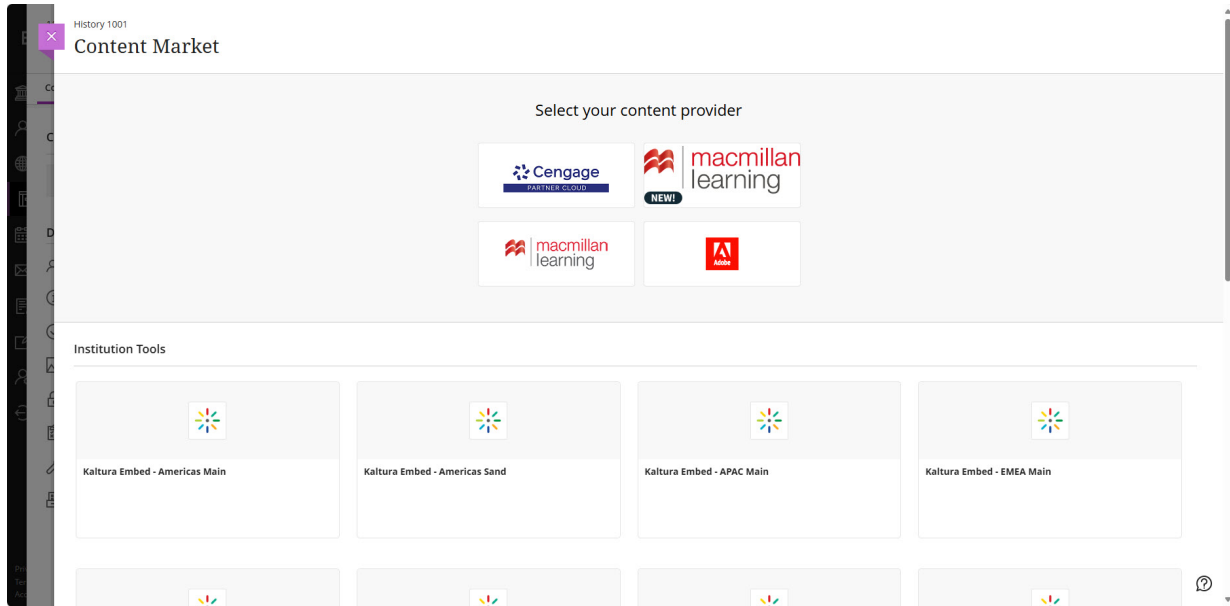 History 1001
Content Market
Select your content provider
Cengage
PARTNER CLOUD
macmillan
learning
NEW!
macmillan
learning
Adobe
Institution Tools
Kaltura Embed - Americas Main
Kaltura Embed - Americas Sand
Kaltura Embed - APAC Main
Kaltura Embed - EMEA Main